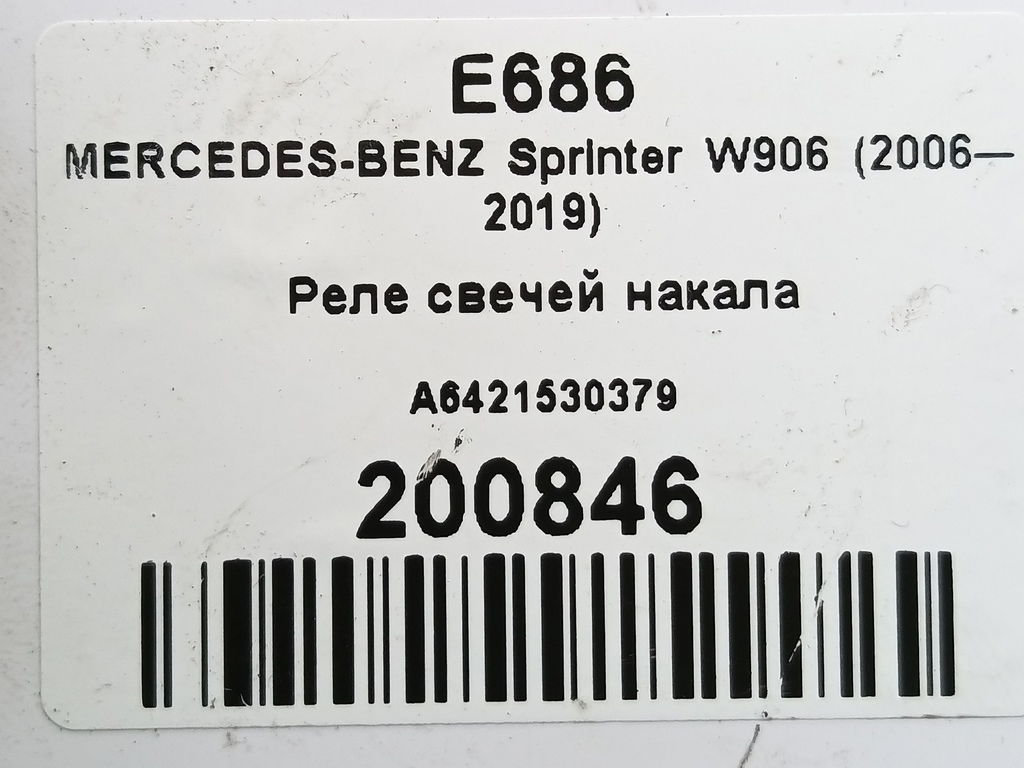 E686
MERCEDES-BENZ Sprinter W906 (2006–
2019)
Реле свечей накала
A6421530379
200846